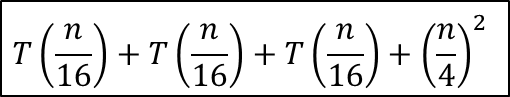 T(n/16) + T(n/16) + T(n/16) + (n/4)²